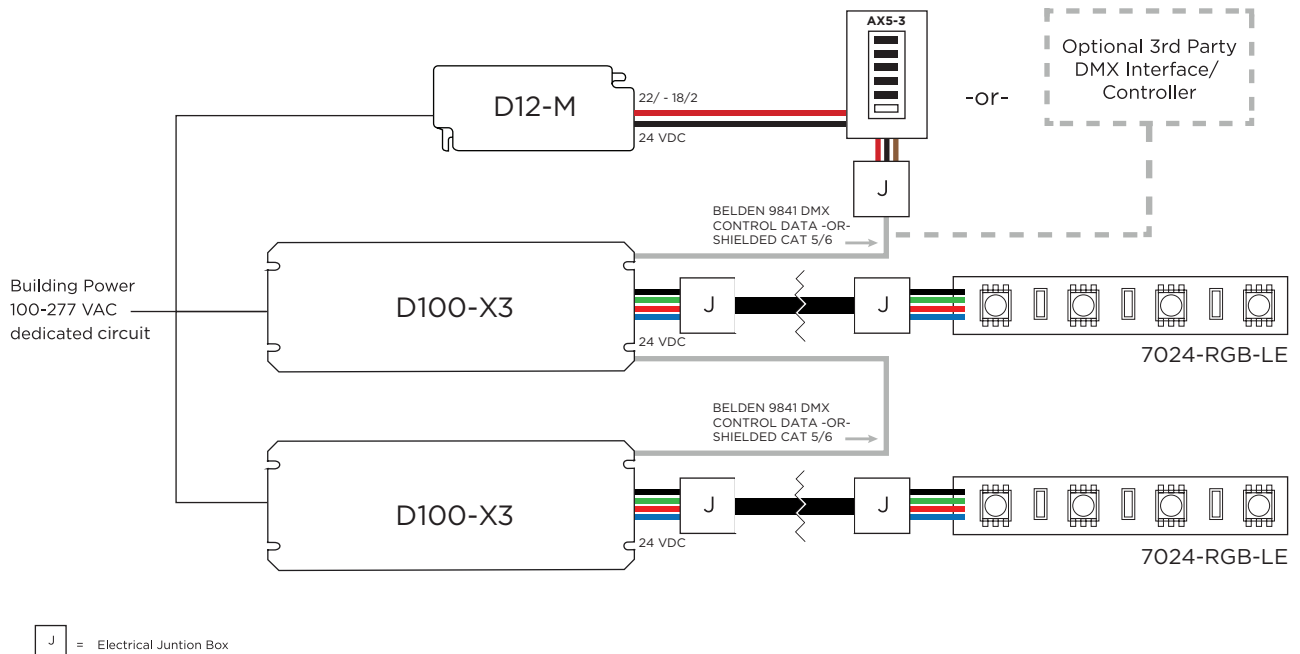 AX5-3
Optional 3rd Party
DMX Interface/
Controller
-or-
D12-M
22/ - 18/2
24 VDC
J
BELDEN 9841 DMX
CONTROL DATA -OR-
SHIELDED CAT 5/6
Building Power
100-277 VAC
dedicated circuit
D100-X3
J
J
24 VDC
7024-RGB-LE
BELDEN 9841 DMX
CONTROL DATA -OR-
SHIELDED CAT 5/6
D100-X3
J
J
24 VDC
7024-RGB-LE
J = Electrical Juntion Box